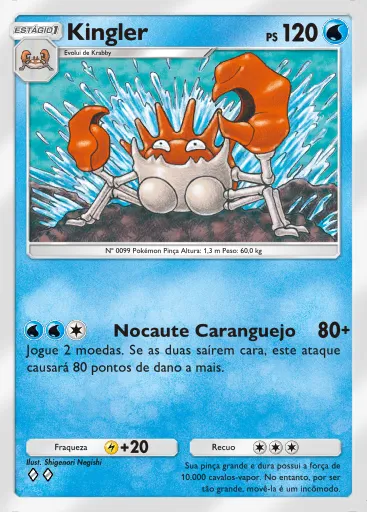 ESTÁGIO 1
Kingler
PS 120
Evolui de Krabby
Nº 0099 Pokémon Pinça Altura: 1,3 m Peso: 60,0 kg
Nocaute Caranguejo 80+
Jogue 2 moedas. Se as duas saírem cara, este ataque
causará 80 pontos de dano a mais.
Fraqueza +20 Recuo
Ilust. Shigenori Negishi
Sua pinça grande e dura possui a força de
10.000 cavalos-vapor. No entanto, por ser
tão grande, movê-la é um incômodo.